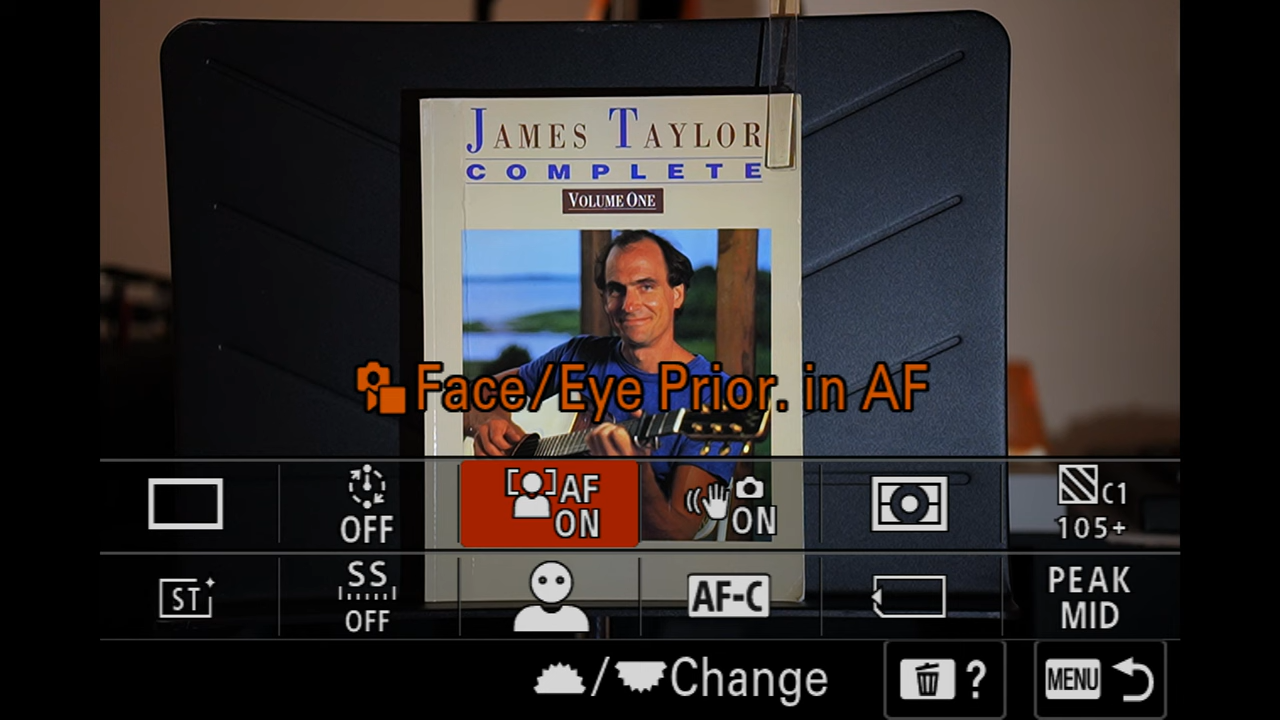 JAMES TAYLOR
COMPLETE
VOLUME ONE
Face/Eye Prior. in AF
OFF
AF ON
ON
C1 105+
ST
SS OFF
AF-C
PEAK MID
/ Change
?
MENU